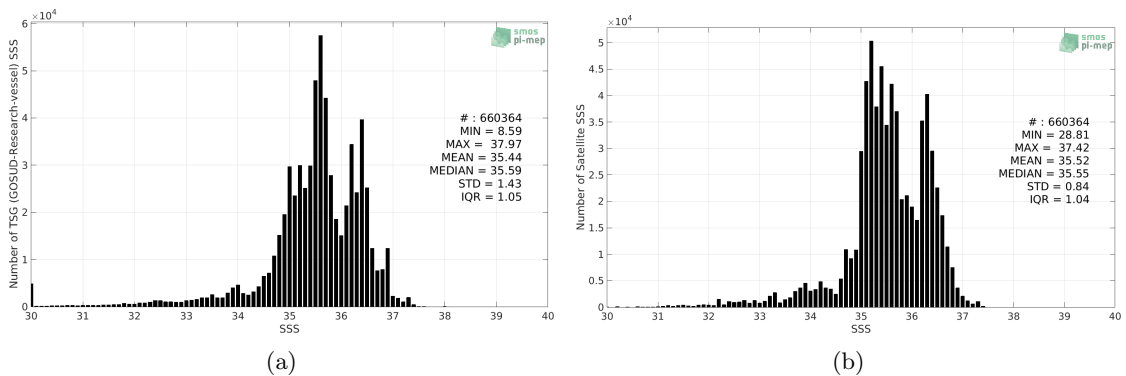 ×10⁴
6
5
4
3
2
1
0
30 31 32 33 34 35 36 37 38 39 40
SSS
Number of TSG (GOSUD-Research-vessel) SSS
smos
pi-mep
# : 660364
MIN = 8.59
MAX = 37.97
MEAN = 35.44
MEDIAN = 35.59
STD = 1.43
IQR = 1.05
(a)
×10⁴
5
4.5
4
3.5
3
2.5
2
1.5
1
0.5
0
30 31 32 33 34 35 36 37 38 39 40
SSS
Number of Satellite SSS
smos
pi-mep
# : 660364
MIN = 28.81
MAX = 37.42
MEAN = 35.52
MEDIAN = 35.55
STD = 0.84
IQR = 1.04
(b)